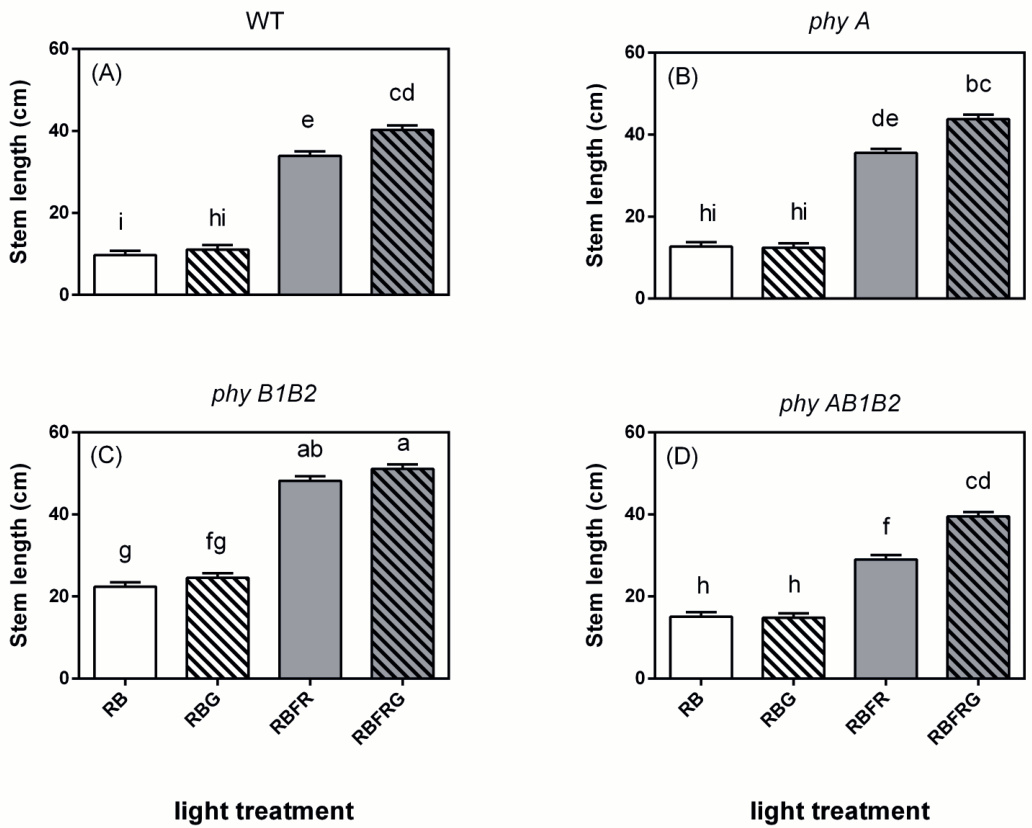 WT
(A)
Stem length (cm)
60
40
20
0
i
hi
e
cd
phy A
(B)
Stem length (cm)
60
40
20
0
hi
hi
de
bc
phy B1B2
(C)
Stem length (cm)
60
40
20
0
g
fg
ab
a
RB
RBG
RBFR
RBFRG
light treatment
phy AB1B2
(D)
Stem length (cm)
60
40
20
0
h
h
f
cd
RB
RBG
RBFR
RBFRG
light treatment